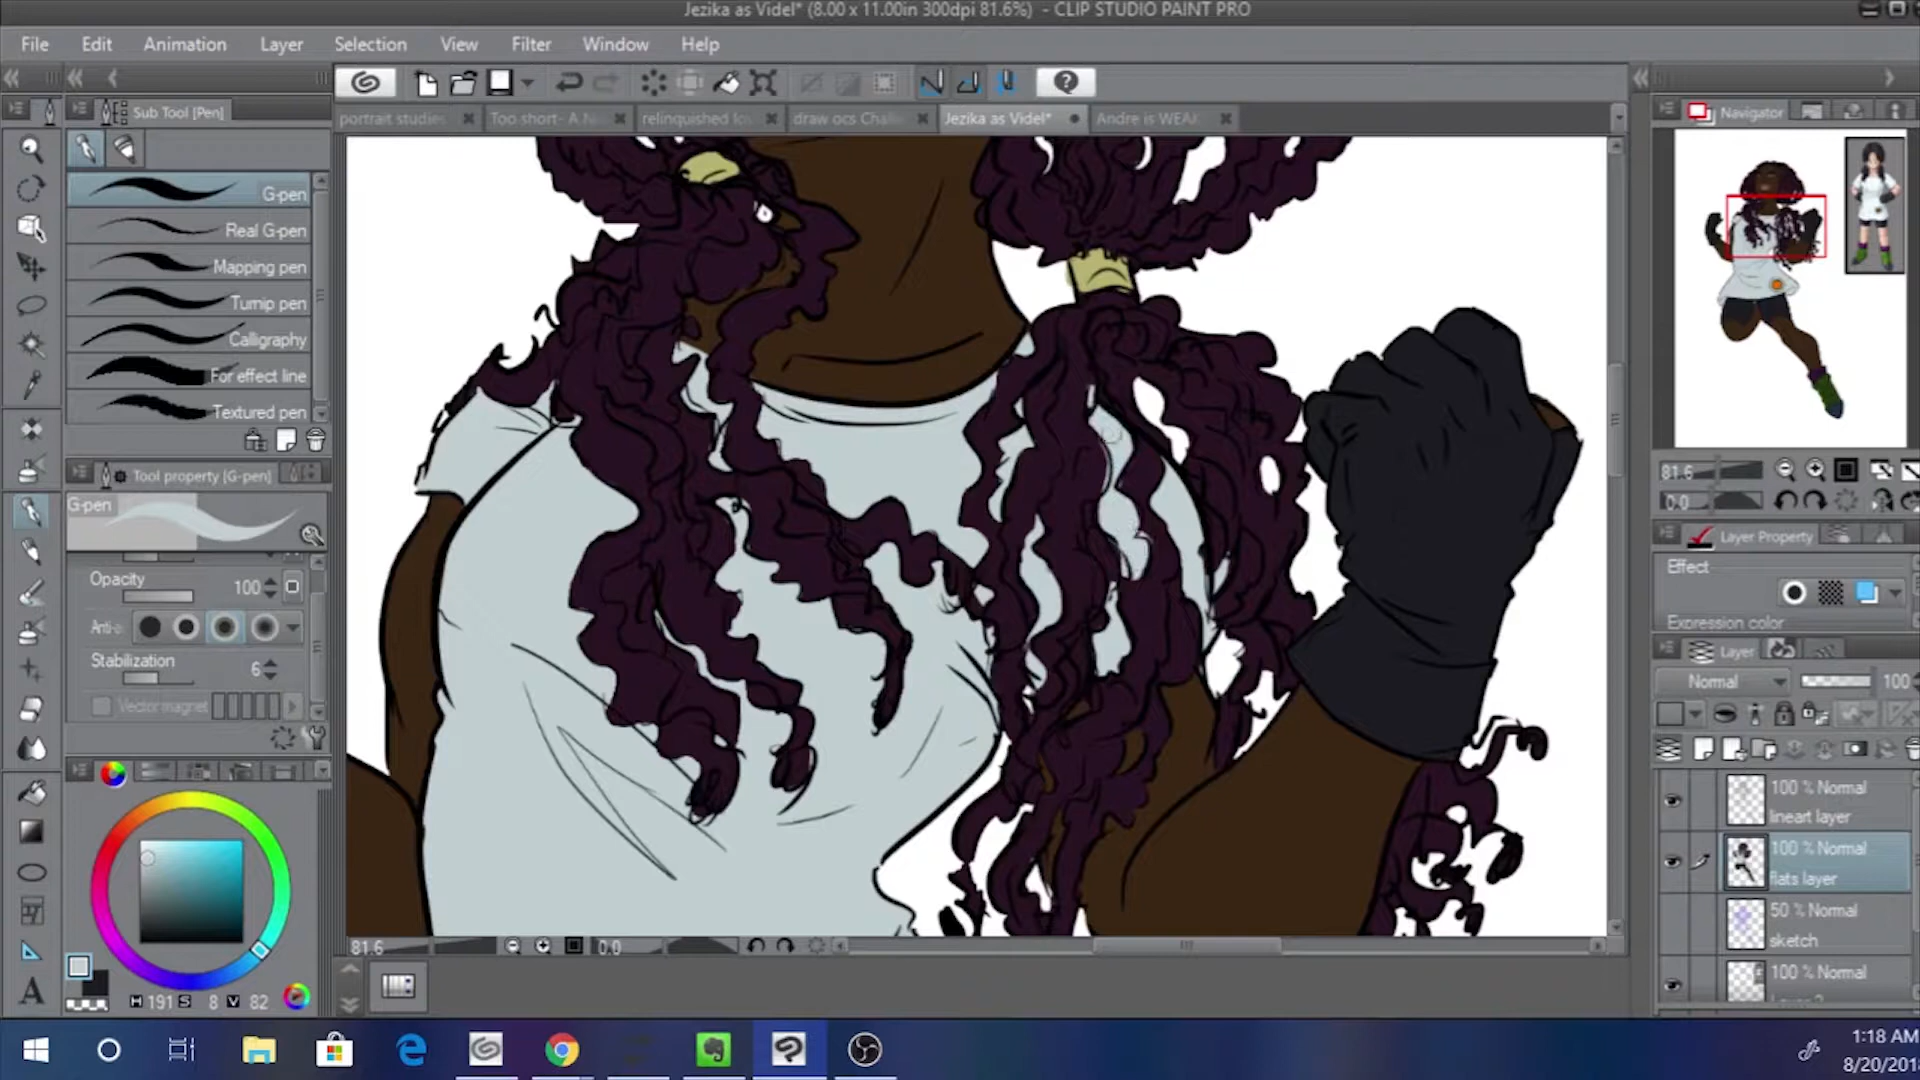 Jezika as Videl* (8.00 x 11.00in 300dpi 81.6%) - CLIP STUDIO PAINT PRO
File Edit Animation Layer Selection View Filter Window Help
Sub Tool [Pen]
portrait studies Too short- A.N relinquished draw ocs Chall Jezika as Videl* Andre is WEAK
Navigator
G-pen
Real G-pen
Mapping pen
Turnip pen
Calligraphy
For effect line
Textured pen
Tool property [G-pen]
G-pen
Opacity 100
Anti-a
Stabilization 6
Vector magnet
H 191 S 8 V 82
81.6 0.0
81.6
0.0
Layer Property
Effect
Expression color
Layer
Normal 100
100 % Normal
lineart layer
100 % Normal
flats layer
50 % Normal
sketch
100 % Normal
1:18 AM
8/20/201